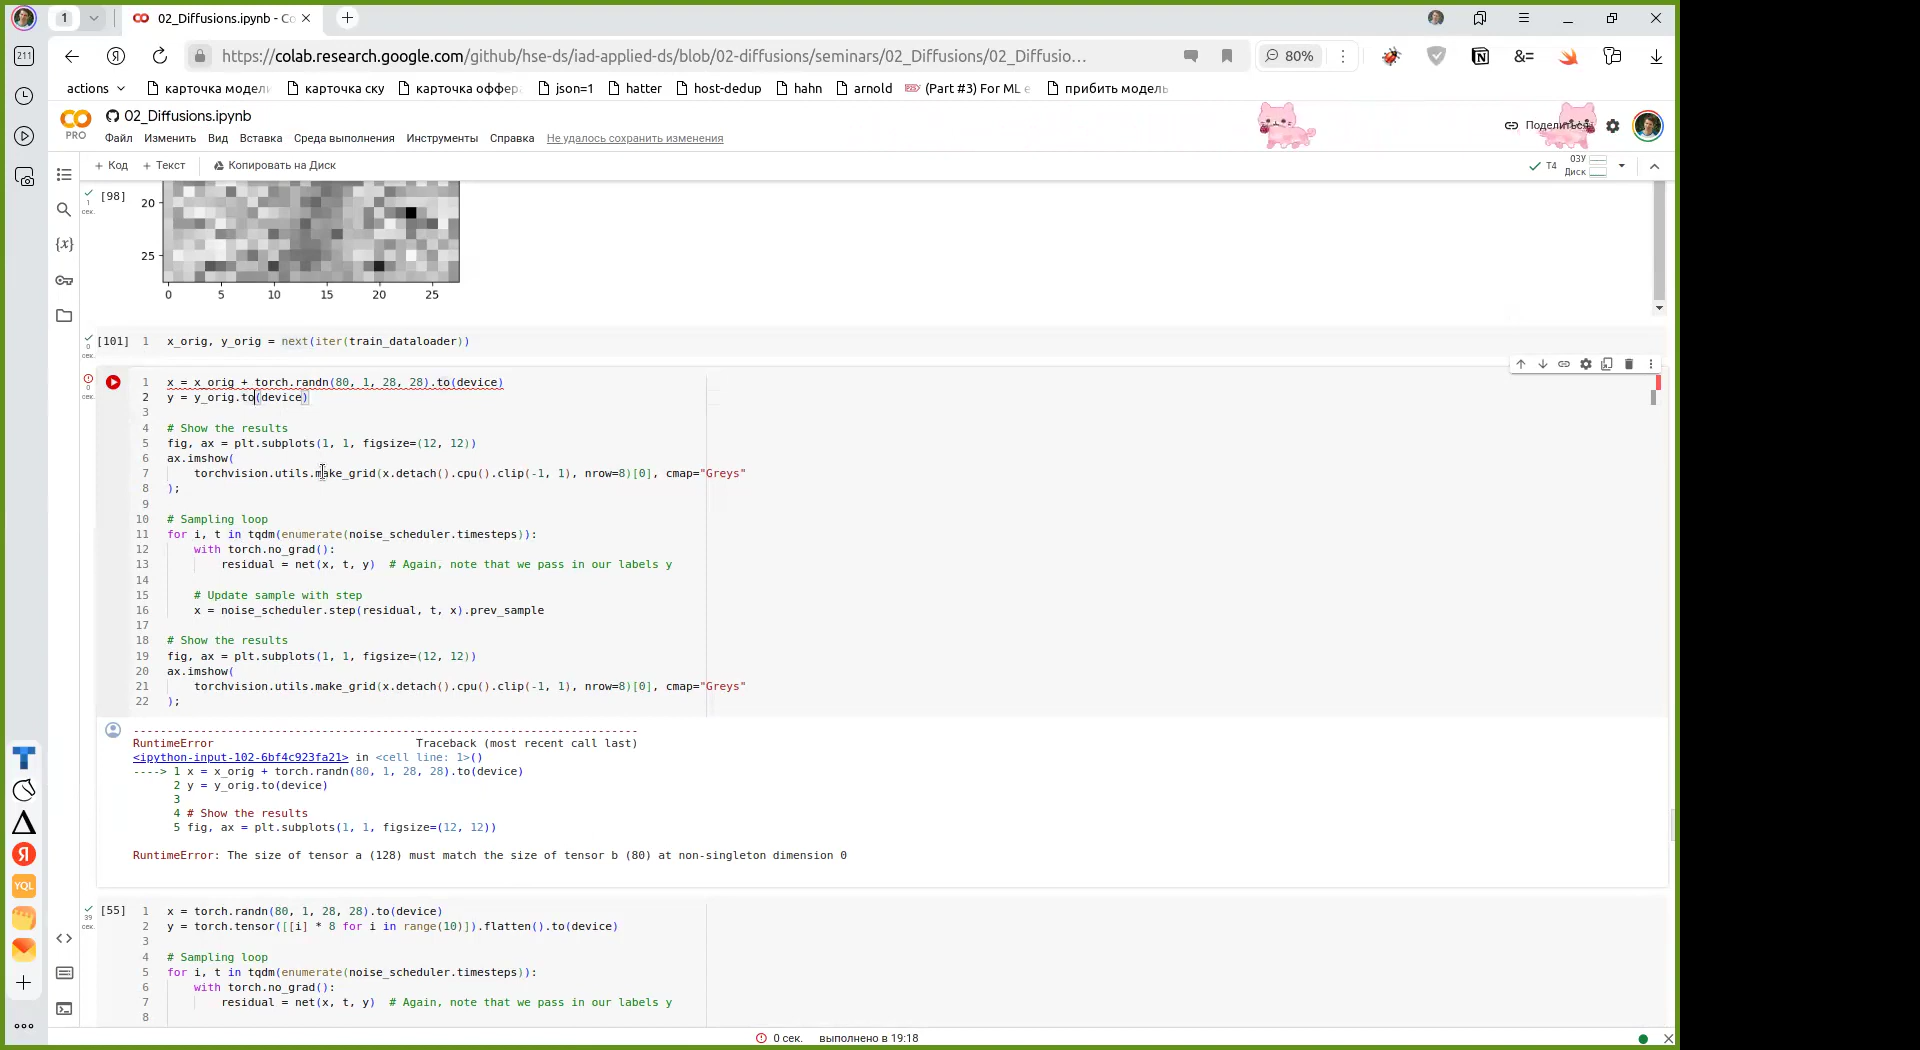 1
02_Diffusions.ipynb - Co
211
https://colab.research.google.com/github/hse-ds/iad-applied-ds/blob/02-diffusions/seminars/02_Diffusions/02_Diffusio...
80%
actions
карточка модел
карточка ску
карточка оффер
json=1
hatter
host-dedup
hahn
arnold
(Part #3) For ML e
прибить модель
PRO
02_Diffusions.ipynb
Файл Изменить Вид Вставка Среда выполнения Инструменты Справка Не удалось сохранить изменения
Поделиться
+ Код + Текст Копировать на Диск
T4
ОЗУ
Диск
[98]
1
сек.
20
25
0 5 10 15 20 25
[101]
0
сек.
1 x_orig, y_orig = next(iter(train_dataloader))
0
сек.
1 x = x_orig + torch.randn(80, 1, 28, 28).to(device)
2 y = y_orig.to(device)
3
4 # Show the results
5 fig, ax = plt.subplots(1, 1, figsize=(12, 12))
6 ax.imshow(
7 torchvision.utils.make_grid(x.detach().cpu().clip(-1, 1), nrow=8)[0], cmap="Greys"
8 );
9
10 # Sampling loop
11 for i, t in tqdm(enumerate(noise_scheduler.timesteps)):
12 with torch.no_grad():
13 residual = net(x, t, y)  # Again, note that we pass in our labels y
14
15 # Update sample with step
16 x = noise_scheduler.step(residual, t, x).prev_sample
17
18 # Show the results
19 fig, ax = plt.subplots(1, 1, figsize=(12, 12))
20 ax.imshow(
21 torchvision.utils.make_grid(x.detach().cpu().clip(-1, 1), nrow=8)[0], cmap="Greys"
22 );
---------------------------------------------------------------------------
RuntimeError Traceback (most recent call last)
<ipython-input-102-6bf4c923fa21> in <cell line: 1>()
----> 1 x = x_orig + torch.randn(80, 1, 28, 28).to(device)
2 y = y_orig.to(device)
3
4 # Show the results
5 fig, ax = plt.subplots(1, 1, figsize=(12, 12))
RuntimeError: The size of tensor a (128) must match the size of tensor b (80) at non-singleton dimension 0
[55]
39
сек.
1 x = torch.randn(80, 1, 28, 28).to(device)
2 y = torch.tensor([[i] * 8 for i in range(10)]).flatten().to(device)
3
4 # Sampling loop
5 for i, t in tqdm(enumerate(noise_scheduler.timesteps)):
6 with torch.no_grad():
7 residual = net(x, t, y)  # Again, note that we pass in our labels y
8
YQL
0 сек. выполнено в 19:18